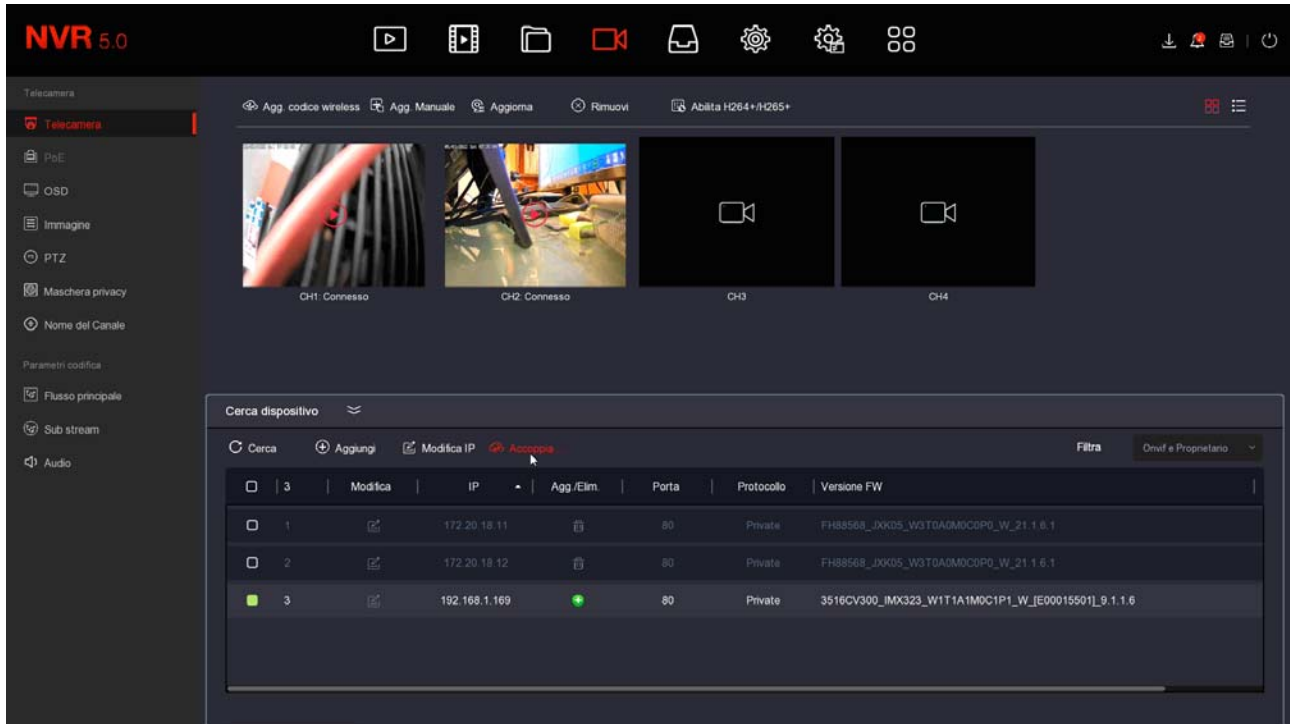 NVR 5.0
Telecamera
Telecamera
PoE
OSD
Immagine
PTZ
Maschera privacy
Nome del Canale
Parametri codifica
Flusso principale
Sub stream
Audio
Agg. codice wireless Agg. Manuale Aggiorna Rimuovi Abilita H264+/H265+
CH1: Connesso CH2: Connesso CH3 CH4
Cerca dispositivo
Cerca Aggiungi Modifica IP Accoppia Filtra Onvif e Proprietario
3 Modifica IP Agg./Elim. Porta Protocollo Versione FW
1 172.20.18.11 80 Private FH88568_JXK05_W3T0A0M0C0P0_W_21.1.6.1
2 172.20.18.12 80 Private FH88568_JXK05_W3T0A0M0C0P0_W_21.1.6.1
3 192.168.1.169 80 Private 3516CV300_IMX323_W1T1A1M0C1P1_W_[E00015501]_9.1.1.6